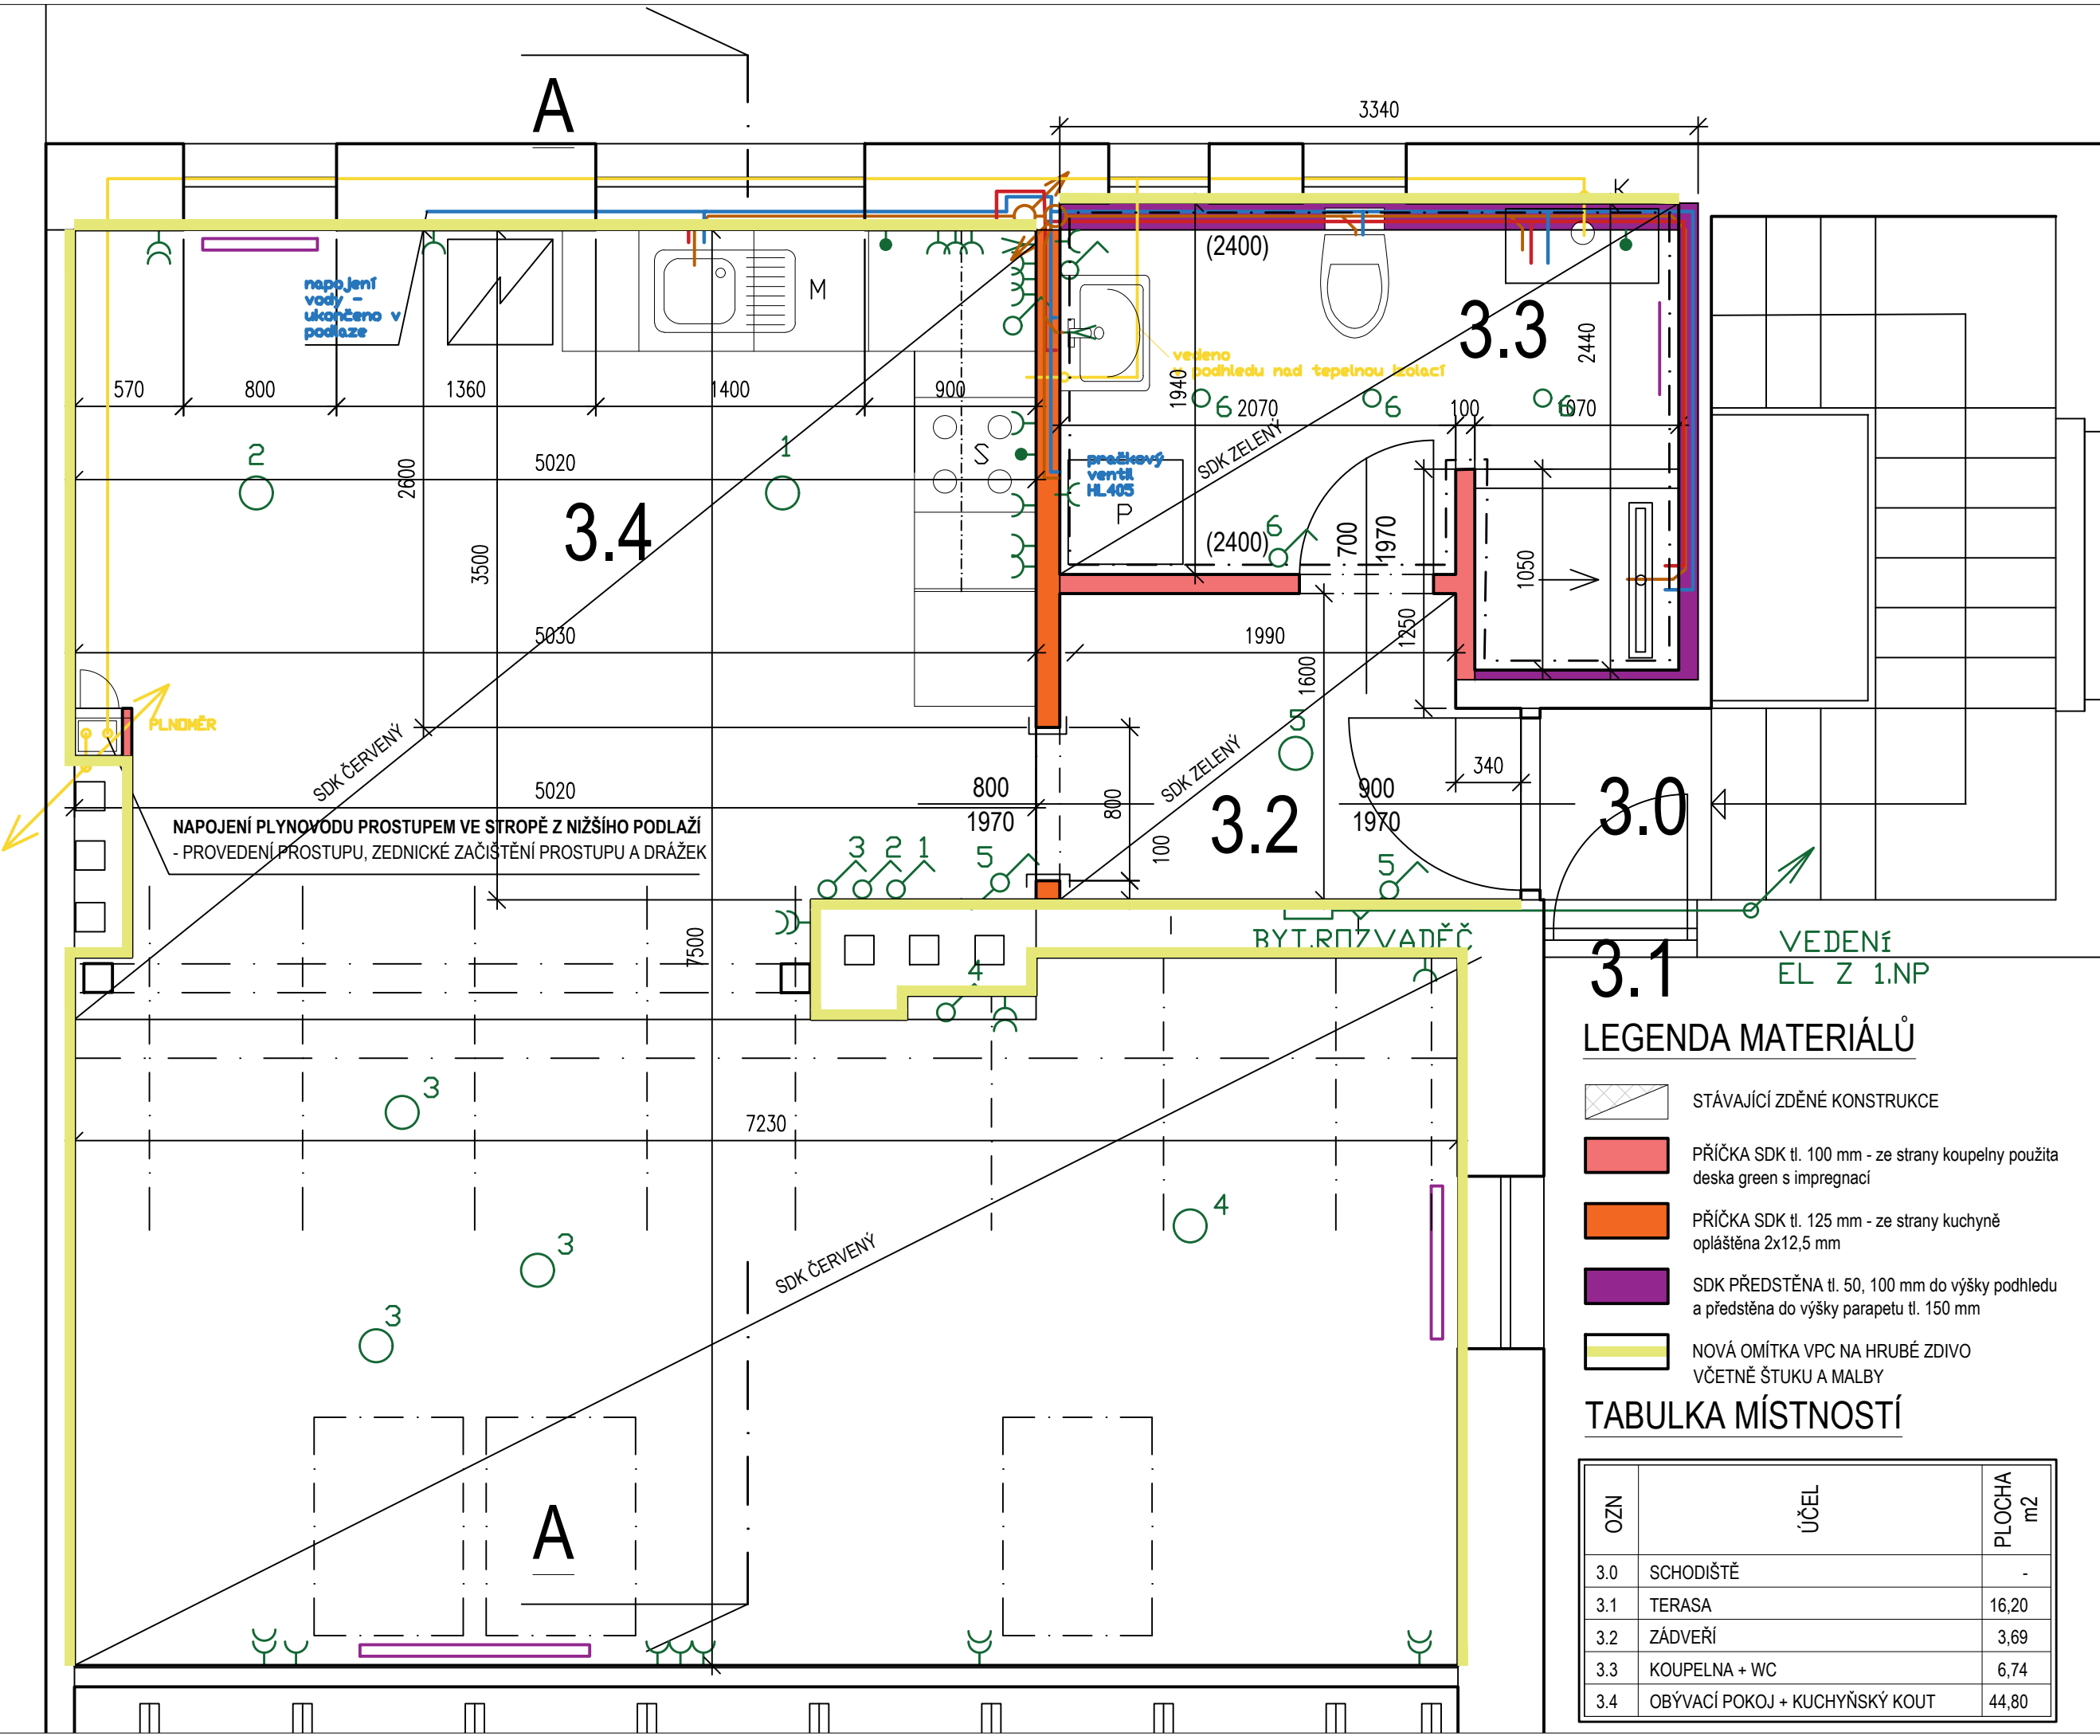 A
3340
K
(2400)
napojení
vody -
ukončeno v
podlaze
M
3.3
2440
vedeno
v podhledu nad tepelnou izolací
570
800
1360
1400
900
1940
6
2070
6
100
6
1070
2
1
S
5020
2600
SDK ZELENÝ
pračkový
ventil
HL405
P
3.4
3500
(2400)
6
700
1970
1050
5030
1990
1250
1600
PLNOMĚR
SDK ČERVENÝ
5
SDK ZELENÝ
340
5020
800
1970
800
900
1970
3.2
3.0
NAPOJENÍ PLYNOVODU PROSTUPEM VE STROPĚ Z NIŽŠÍHO PODLAŽÍ
- PROVEDENÍ PROSTUPU, ZEDNICKÉ ZAČIŠTĚNÍ PROSTUPU A DRÁŽEK
3
2
1
5
100
5
7500
BYT.ROZVADĚČ
4
3.1
VEDENí
EL Z 1.NP
LEGENDA MATERIÁLŮ
STÁVAJÍCÍ ZDĚNÉ KONSTRUKCE
PŘÍČKA SDK tl. 100 mm - ze strany koupelny použita
deska green s impregnací
PŘÍČKA SDK tl. 125 mm - ze strany kuchyně
opláštěna 2x12,5 mm
SDK PŘEDSTĚNA tl. 50, 100 mm do výšky podhledu
a předstěna do výšky parapetu tl. 150 mm
NOVÁ OMÍTKA VPC NA HRUBÉ ZDIVO
VČETNĚ ŠTUKU A MALBY
3
7230
4
3
SDK ČERVENÝ
3
A
TABULKA MÍSTNOSTÍ
OZN ÚČEL PLOCHA
m2
3.0 SCHODIŠTĚ -
3.1 TERASA 16,20
3.2 ZÁDVEŘÍ 3,69
3.3 KOUPELNA + WC 6,74
3.4 OBÝVACÍ POKOJ + KUCHYŇSKÝ KOUT 44,80